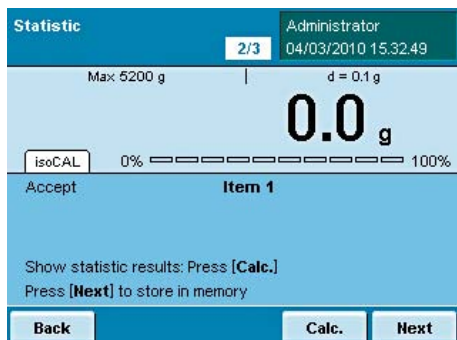 Statistic
2/3
Administrator
04/03/2010 15.32.49
Max 5200 g
d = 0.1 g
0.0 g
isoCAL 0% 100%
Accept Item 1
Show statistic results: Press [Calc.]
Press [Next] to store in memory
Back Calc. Next